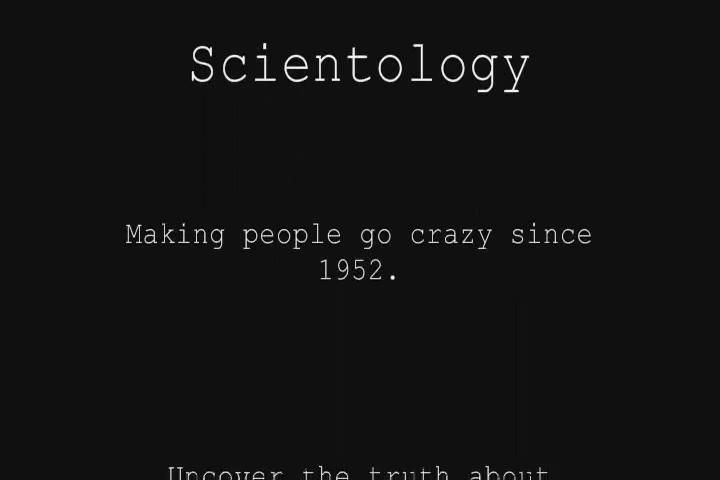 Scientology
Making people go crazy since
1952.
Uncover the truth about